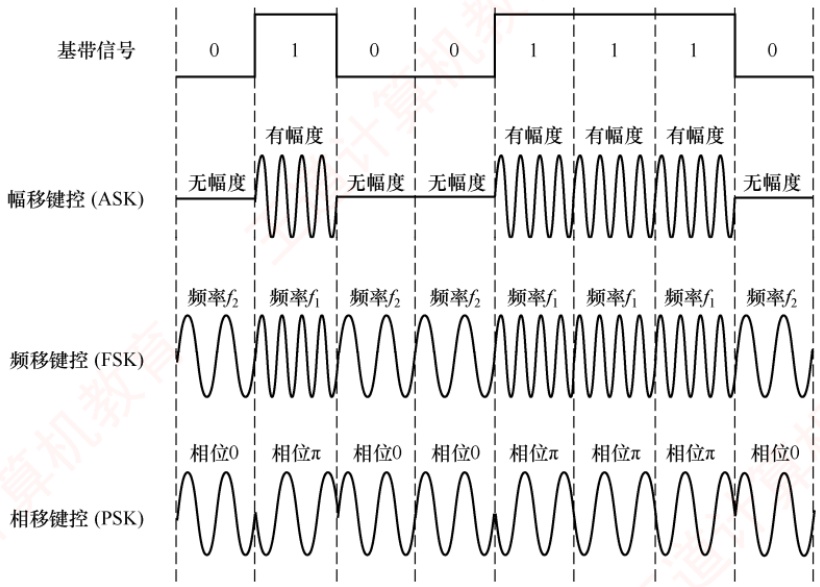 基带信号 0 1 0 0 1 1 1 0
有幅度 有幅度 有幅度 有幅度
幅移键控 (ASK) 无幅度 无幅度 无幅度 无幅度
频率f₂ 频率f₁ 频率f₂ 频率f₂ 频率f₁ 频率f₁ 频率f₁ 频率f₂
频移键控 (FSK)
相位0 相位π 相位0 相位0 相位π 相位π 相位π 相位0
相移键控 (PSK)